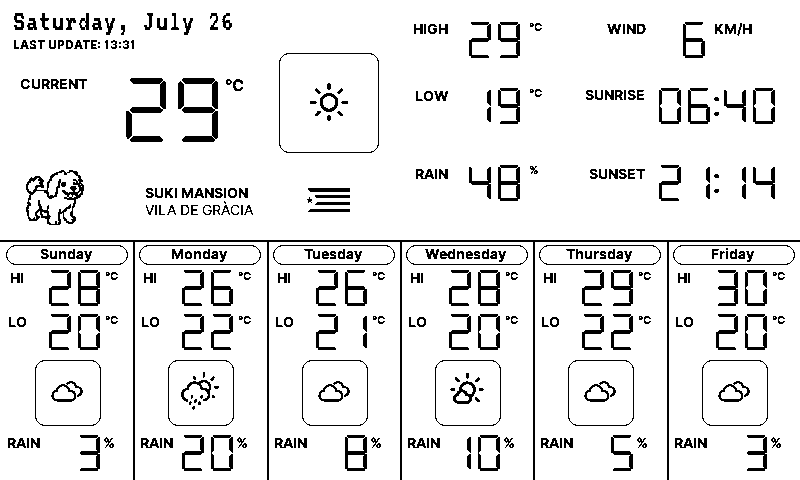 Saturday, July 26
LAST UPDATE: 13:31
CURRENT 29 °C
SUKI MANSION
VILA DE GRÀCIA
HIGH 29 °C
LOW 19 °C
RAIN 48 %
WIND 6 KM/H
SUNRISE 06:40
SUNSET 21:14
Sunday
HI 28 °C
LO 20 °C
RAIN 3 %
Monday
HI 26 °C
LO 22 °C
RAIN 20 %
Tuesday
HI 26 °C
LO 21 °C
RAIN 8 %
Wednesday
HI 28 °C
LO 20 °C
RAIN 10 %
Thursday
HI 29 °C
LO 22 °C
RAIN 5 %
Friday
HI 30 °C
LO 20 °C
RAIN 3 %